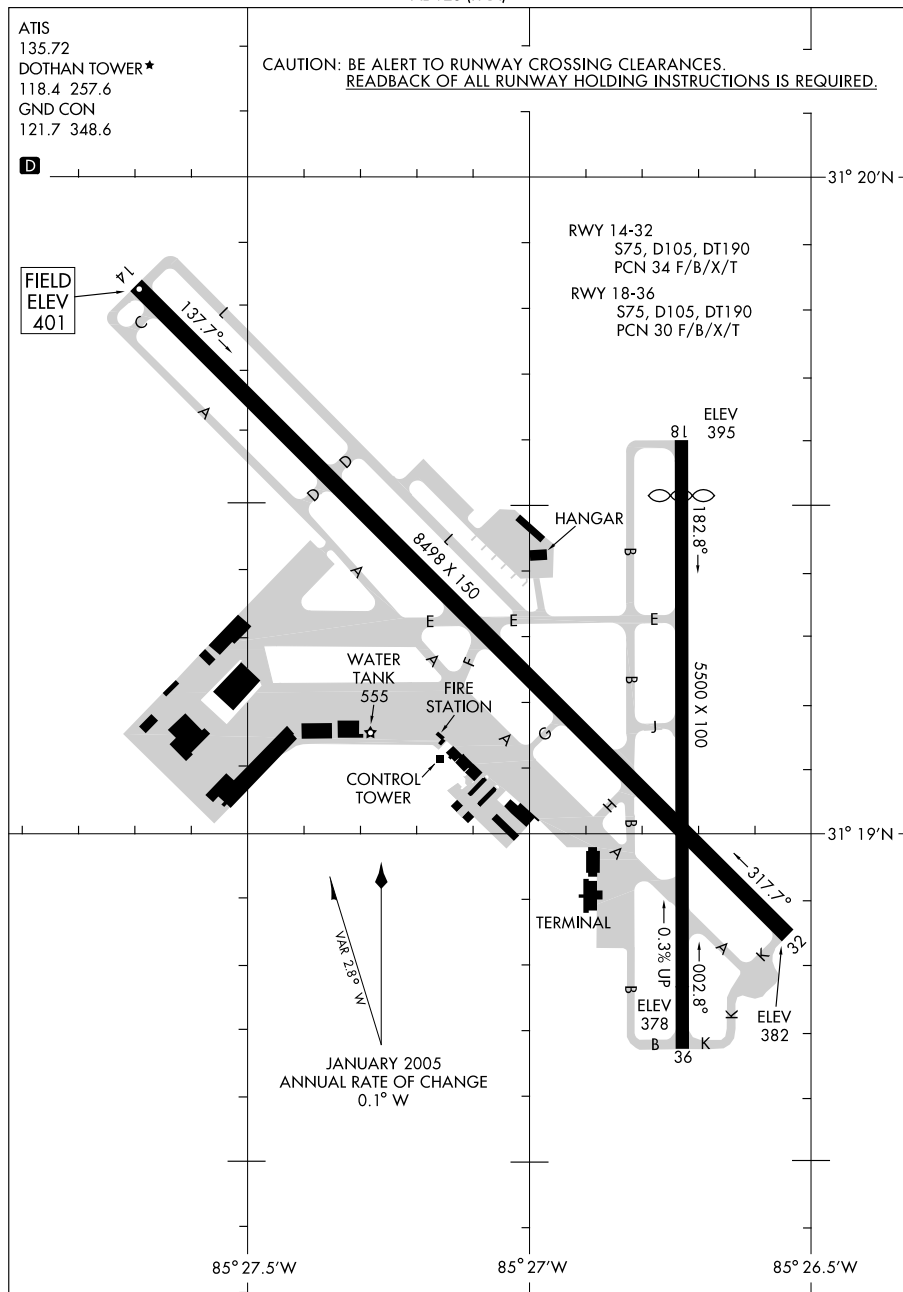 ATIS
135.72
DOTHAN TOWER★
118.4 257.6
GND CON
121.7 348.6
D
CAUTION: BE ALERT TO RUNWAY CROSSING CLEARANCES.
READBACK OF ALL RUNWAY HOLDING INSTRUCTIONS IS REQUIRED.
31° 20'N
RWY 14-32
S75, D105, DT190
PCN 34 F/B/X/T
RWY 18-36
S75, D105, DT190
PCN 30 F/B/X/T
FIELD
ELEV
401
14
137.7°
L
C
A
D
D
L
A
8498 X 150
HANGAR
18
ELEV
395
182.8°
B
E
E
E
A
F
B
5500 X 100
J
WATER
TANK
555
FIRE
STATION
A
G
CONTROL
TOWER
H
B
A
31° 19'N
317.7°
TERMINAL
0.3% UP
002.8°
A
K
32
B
K
ELEV
378
ELEV
382
B
K
36
VAR 2.8° W
JANUARY 2005
ANNUAL RATE OF CHANGE
0.1° W
85° 27.5'W
85° 27'W
85° 26.5'W